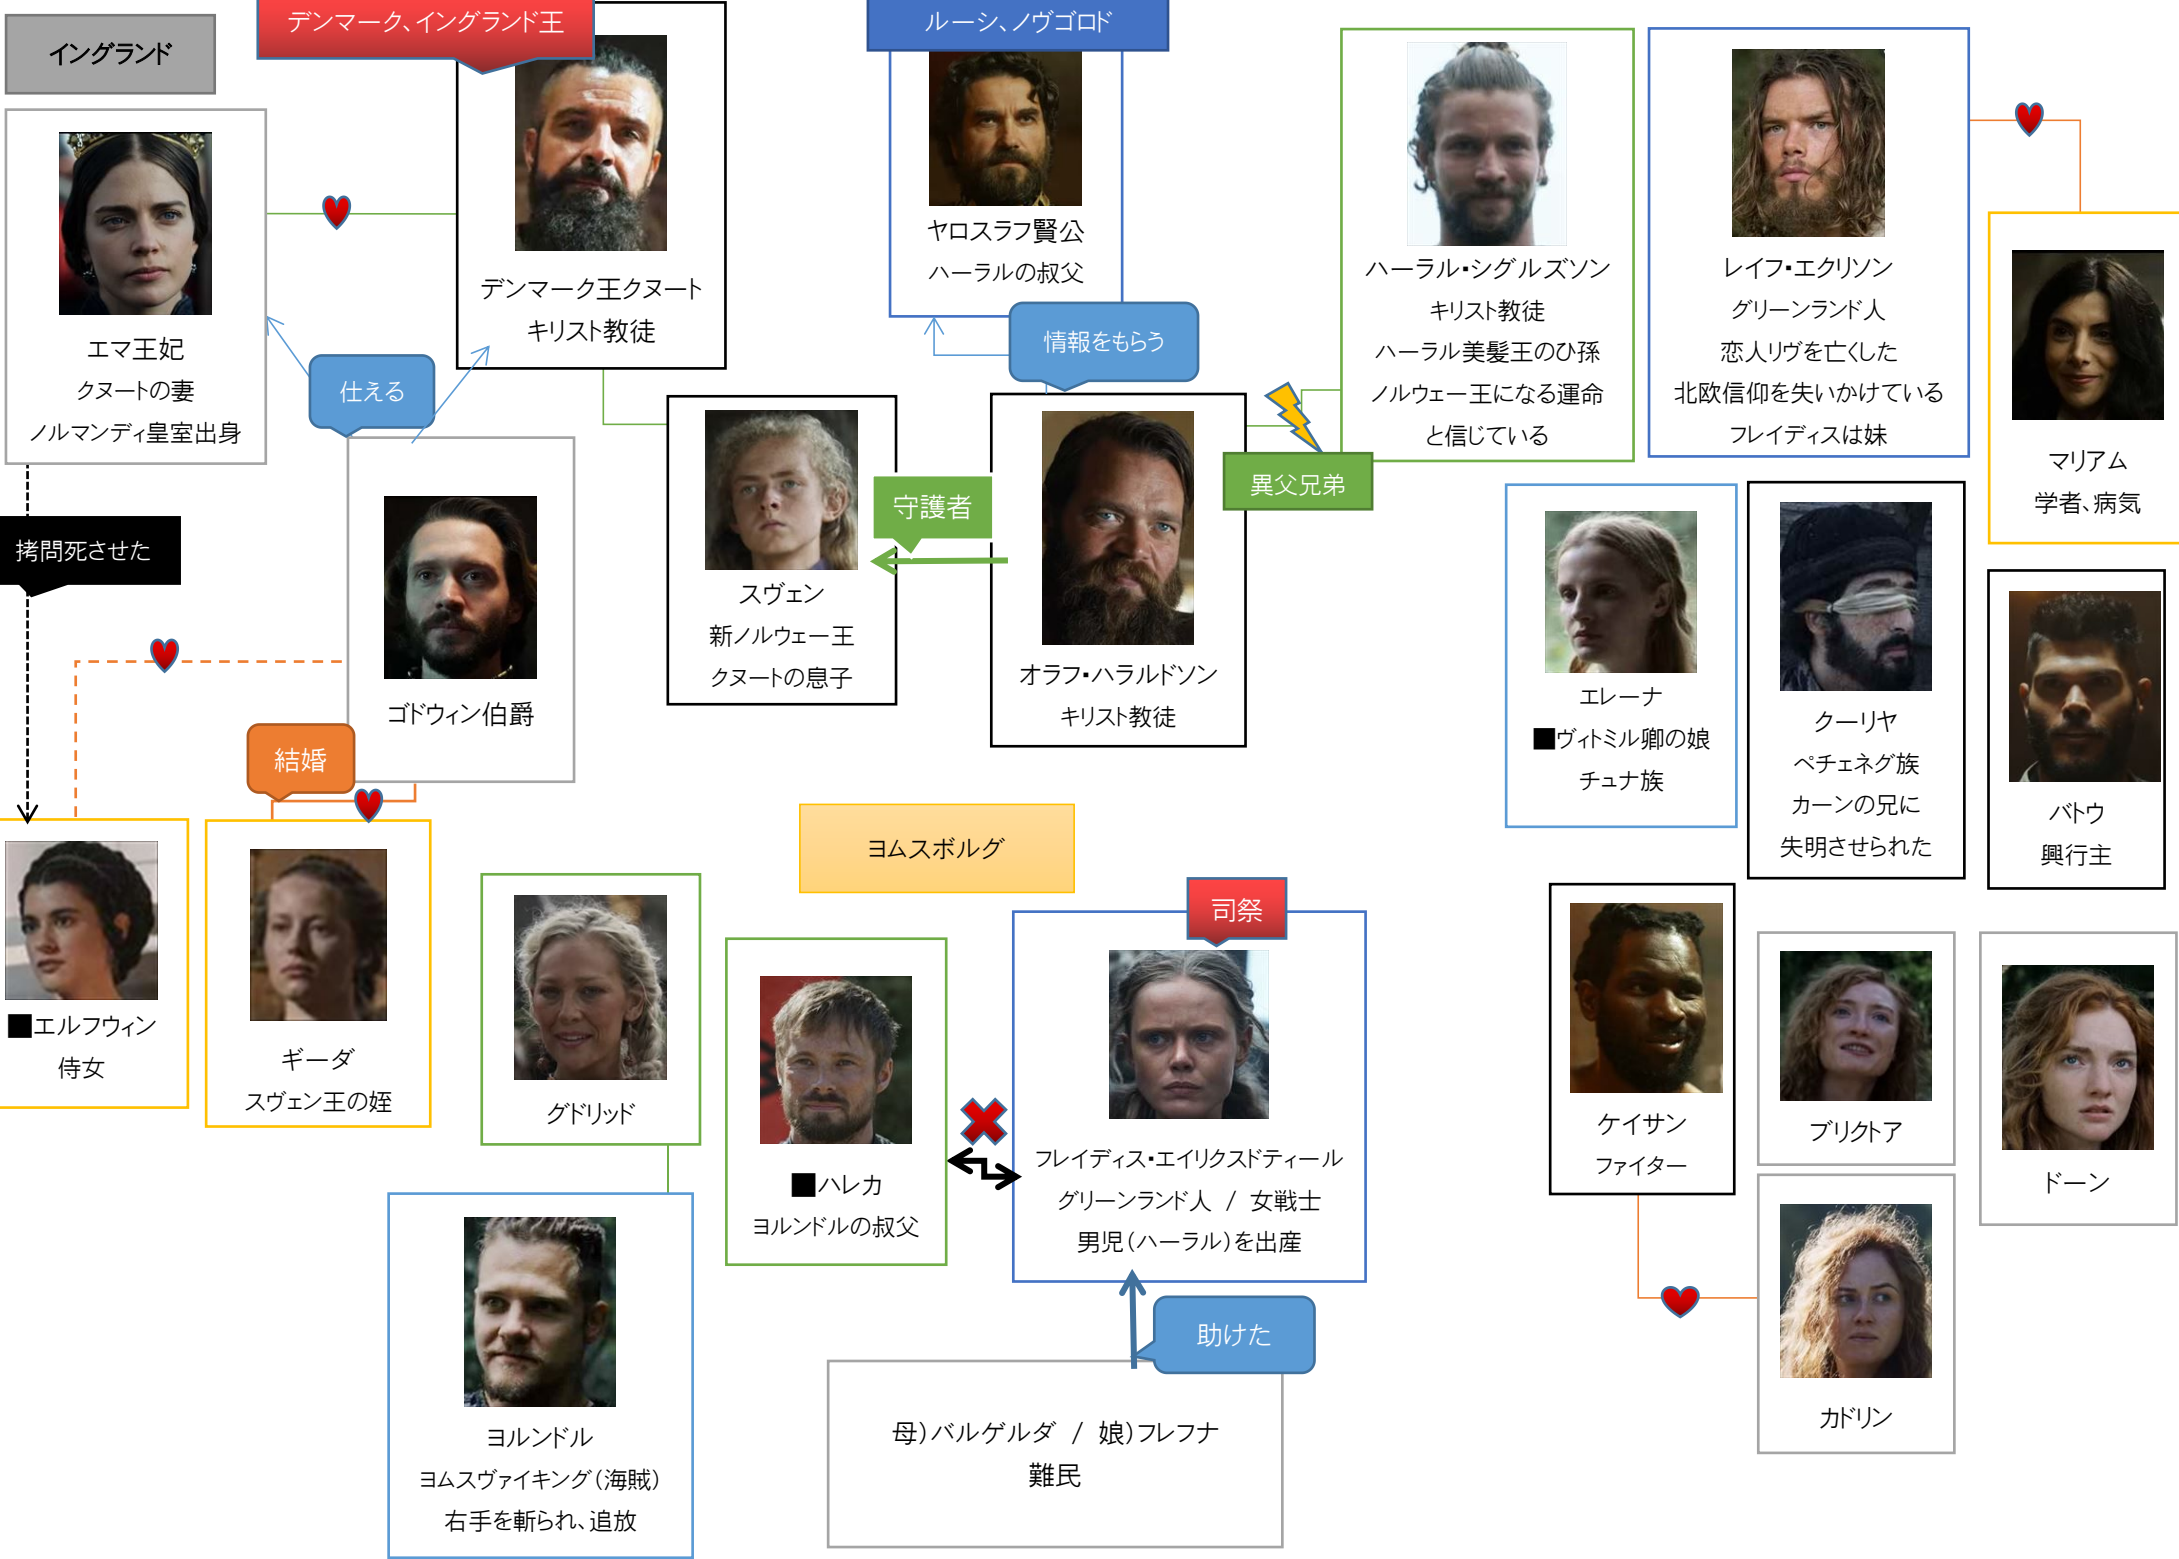 イングランド
デンマーク、イングランド王
ルーシ、ノヴゴロド
エマ王妃
クヌートの妻
ノルマンディ皇室出身
デンマーク王クヌート
キリスト教徒
ヤロスラフ賢公
ハーラルの叔父
情報をもらう
ハーラル・シグルズソン
キリスト教徒
ハーラル美髪王のひ孫
ノルウェー王になる運命
と信じている
レイフ・エクリソン
グリーンランド人
恋人リヴを亡くした
北欧信仰を失いかけている
フレイディスは妹
マリアム
学者、病気
仕える
拷問死させた
ゴドウィン伯爵
スヴェン
新ノルウェー王
クヌートの息子
守護者
オラフ・ハラルドソン
キリスト教徒
異父兄弟
エレーナ
■ヴィトミル卿の娘
チュナ族
クーリヤ
ペチェネグ族
カーンの兄に
失明させられた
バトウ
興行主
結婚
■エルフウィン
侍女
ギーダ
スヴェン王の姪
ヨムスボルグ
グドリッド
■ハレカ
ヨルンドルの叔父
司祭
フレイディス・エイリクスドティール
グリーンランド人 / 女戦士
男児(ハーラル)を出産
ケイサン
ファイター
ブリクトア
ドーン
カドリン
ヨルンドル
ヨムスヴァイキング(海賊)
右手を斬られ、追放
助けた
母)バルゲルダ / 娘)フレフナ
難民